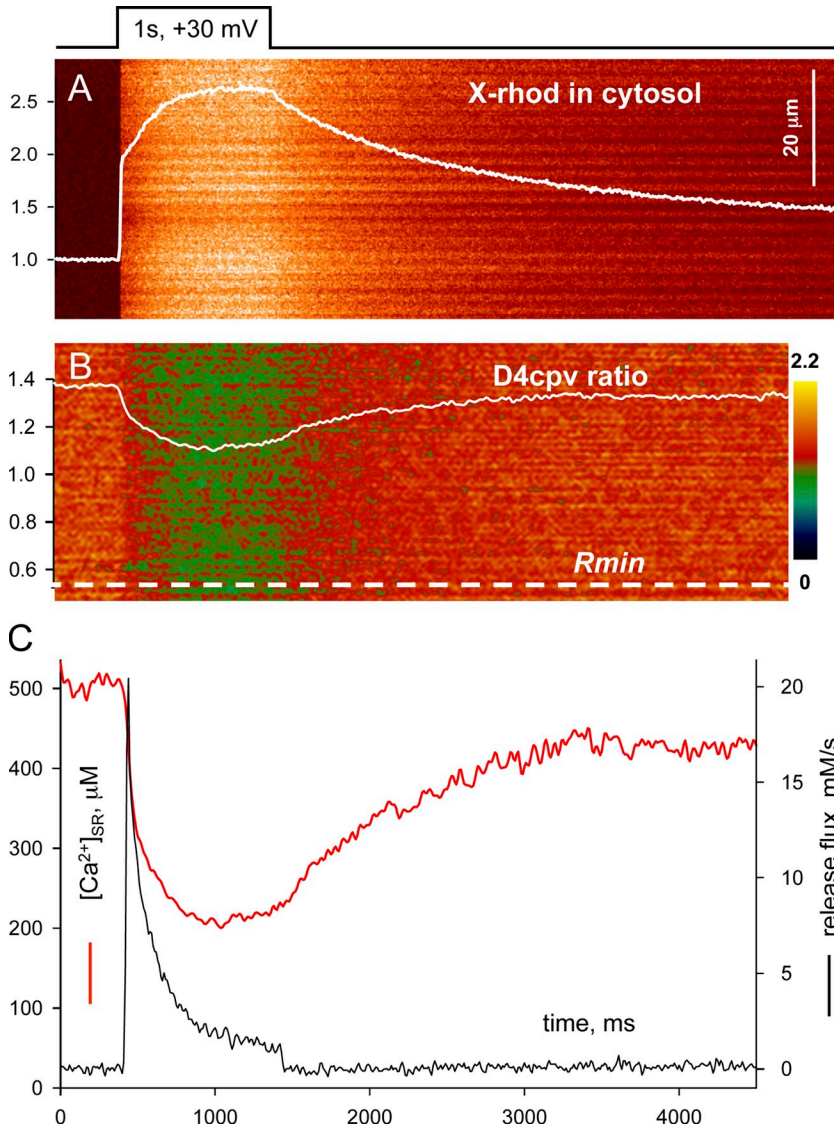 1s, +30 mV
A
X-rhod in cytosol
20 μm
2.5
2.0
1.5
1.0
B
D4cpv ratio
1.4
1.2
1.0
0.8
0.6
Rmin
2.2
0
C
500
400
300
200
100
0
[Ca²⁺]SR, μM
20
15
10
5
0
release flux, mM/s
time, ms
0
1000
2000
3000
4000